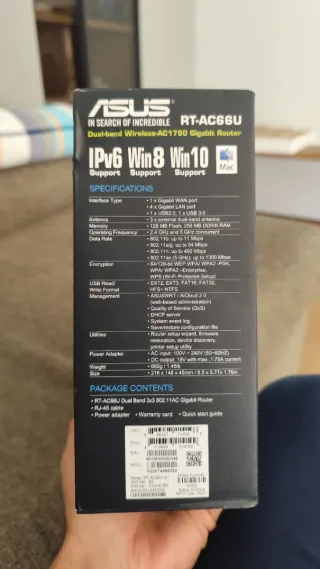 ASUS
IN SEARCH OF INCREDIBLE
RT-AC66U
Dual-band Wireless-AC1750 Gigabit Router
IPv6 Support
Win8 Support
Win10 Support
Mac
SPECIFICATIONS
Interface Type • 1 x Gigabit WAN port
• 4 x Gigabit LAN port
• 1 x USB2.0, 1 x USB 3.0
Antenna • 3 x external dual-band antenna
Memory • 128 MB Flash, 256 MB DDRIII RAM
Operating Frequency • 2.4 GHz and 5 GHz concurrent
Data Rate • 802.11b: up to 11 Mbps
• 802.11a/g: up to 54 Mbps
• 802.11n: up to 450 Mbps
• 802.11ac: up to 1300 Mbps
Encryption • 64/128-bit WEP, WPA/ WPA2 -PSK,
WPA/ WPA2 -Enterprise,
WPS (Wi-Fi Protected Setup)
USB Read/ • EXT2, EXT3, FAT16, FAT32,
Write Format HFS+ NTFS
Management • ASUSWRT / AiCloud 2.0
(web-based administration)
• Quality of Service (QoS)
• DHCP server
• System event log
• Save/restore configuration file
Utilities • Router setup wizard, firmware
restoration, device discovery,
printer setup utility
Power Adapter • AC input: 100V ~ 240V (50~60HZ)
• DC output: 19V with max. 1.75A current
Weight • 660g / 1.45lb
Size • 218 x 148 x 45mm / 8.5 x 5.77x 1.76in
PACKAGE CONTENTS
• RT-AC66U Dual Band 3x3 802.11AC Gigabit Router
• RJ-45 cable
• Power adapter • Warranty card • Quick start guide